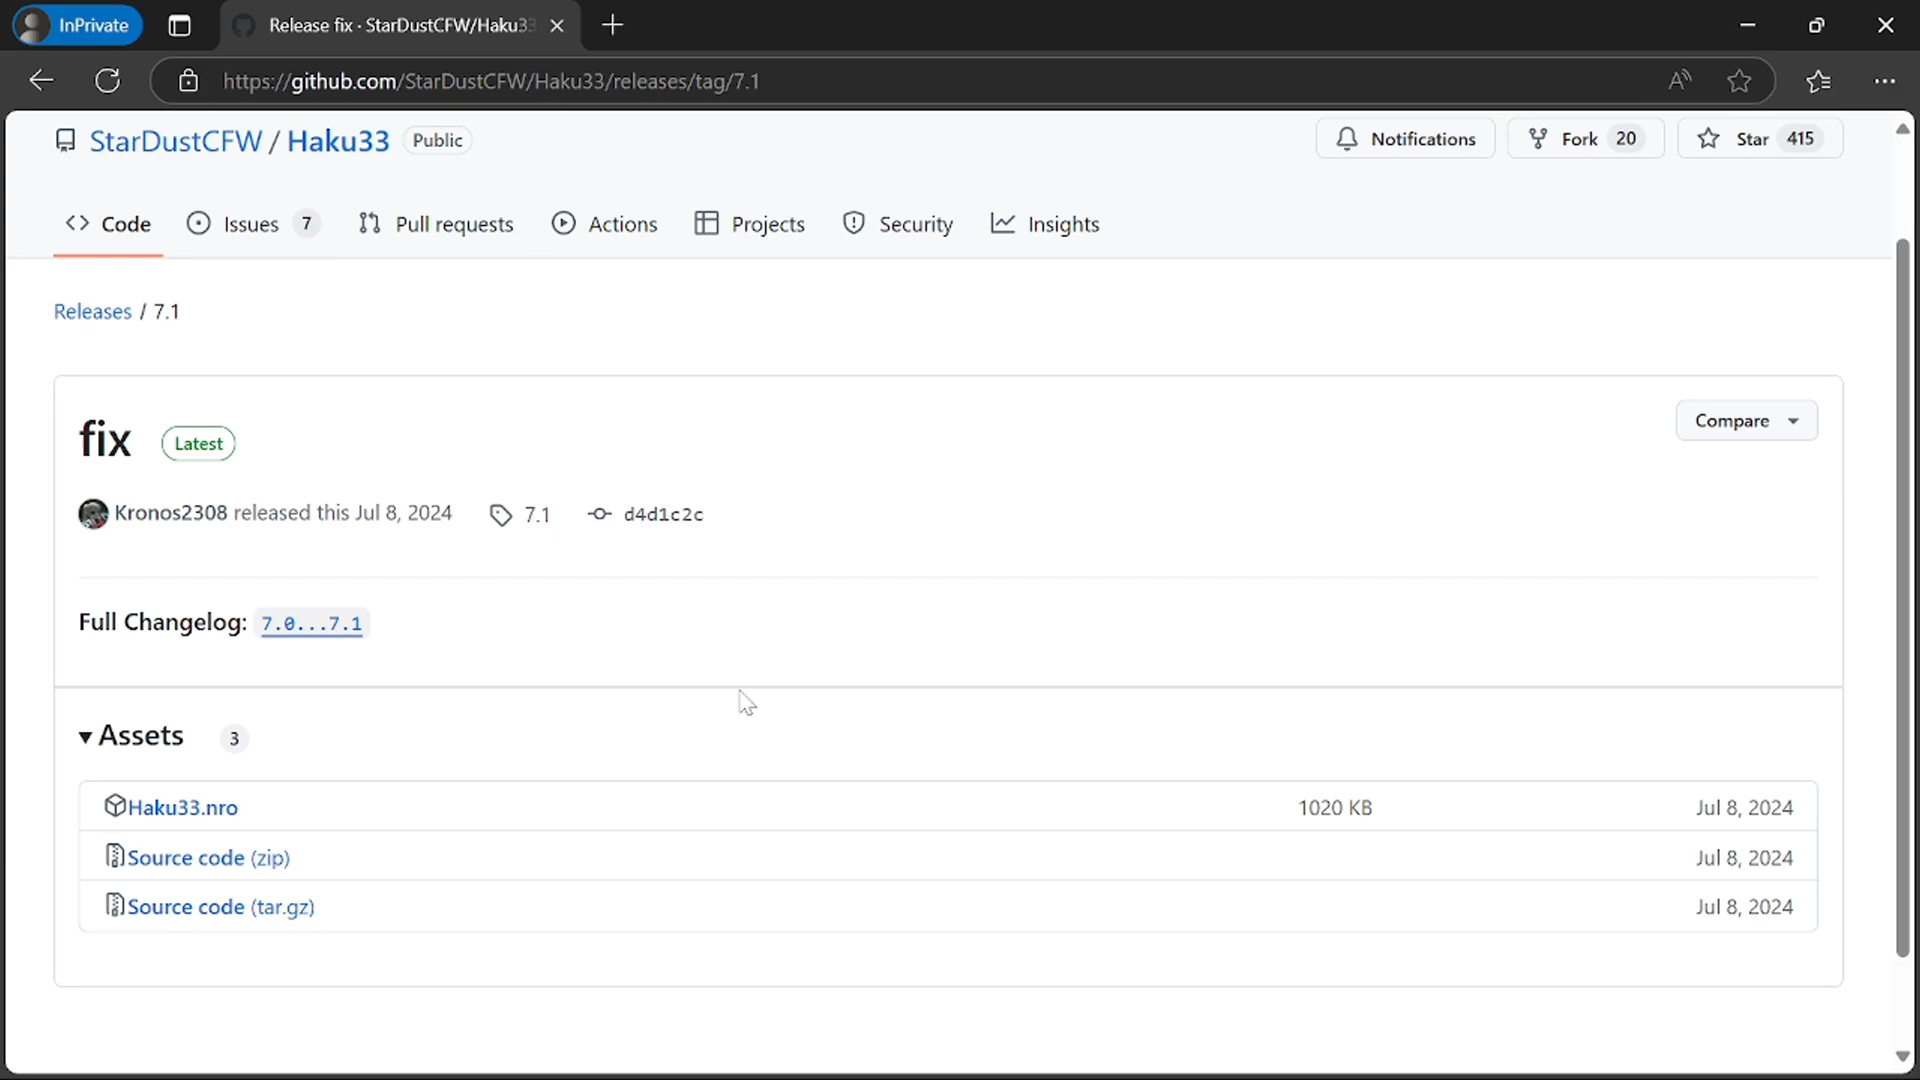 InPrivate
Release fix · StarDustCFW/Haku33
https://github.com/StarDustCFW/Haku33/releases/tag/7.1
StarDustCFW / Haku33 Public
Notifications Fork 20 Star 415
Code Issues 7 Pull requests Actions Projects Security Insights
Releases / 7.1
fix Latest
Compare
Kronos2308 released this Jul 8, 2024 7.1 d4d1c2c
Full Changelog: 7.0...7.1
Assets 3
Haku33.nro 1020 KB Jul 8, 2024
Source code (zip) Jul 8, 2024
Source code (tar.gz) Jul 8, 2024